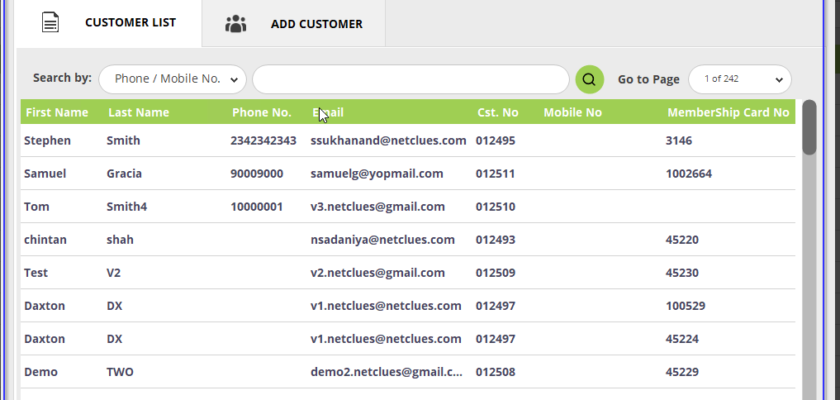 CUSTOMER LIST ADD CUSTOMER
Search by: Phone / Mobile No. Go to Page 1 of 242
First Name Last Name Phone No. Email Cst. No Mobile No MemberShip Card No
Stephen Smith 2342342343 ssukhanand@netclues.com 012495 3146
Samuel Gracia 90009000 samuelg@yopmail.com 012511 1002664
Tom Smith4 10000001 v3.netclues@gmail.com 012510
chintan shah nsadaniya@netclues.com 012493 45220
Test V2 v2.netclues@gmail.com 012509 45230
Daxton DX v1.netclues@netclues.com 012497 100529
Daxton DX v1.netclues@netclues.com 012497 45224
Demo TWO demo2.netclues@gmail.c... 012508 45229